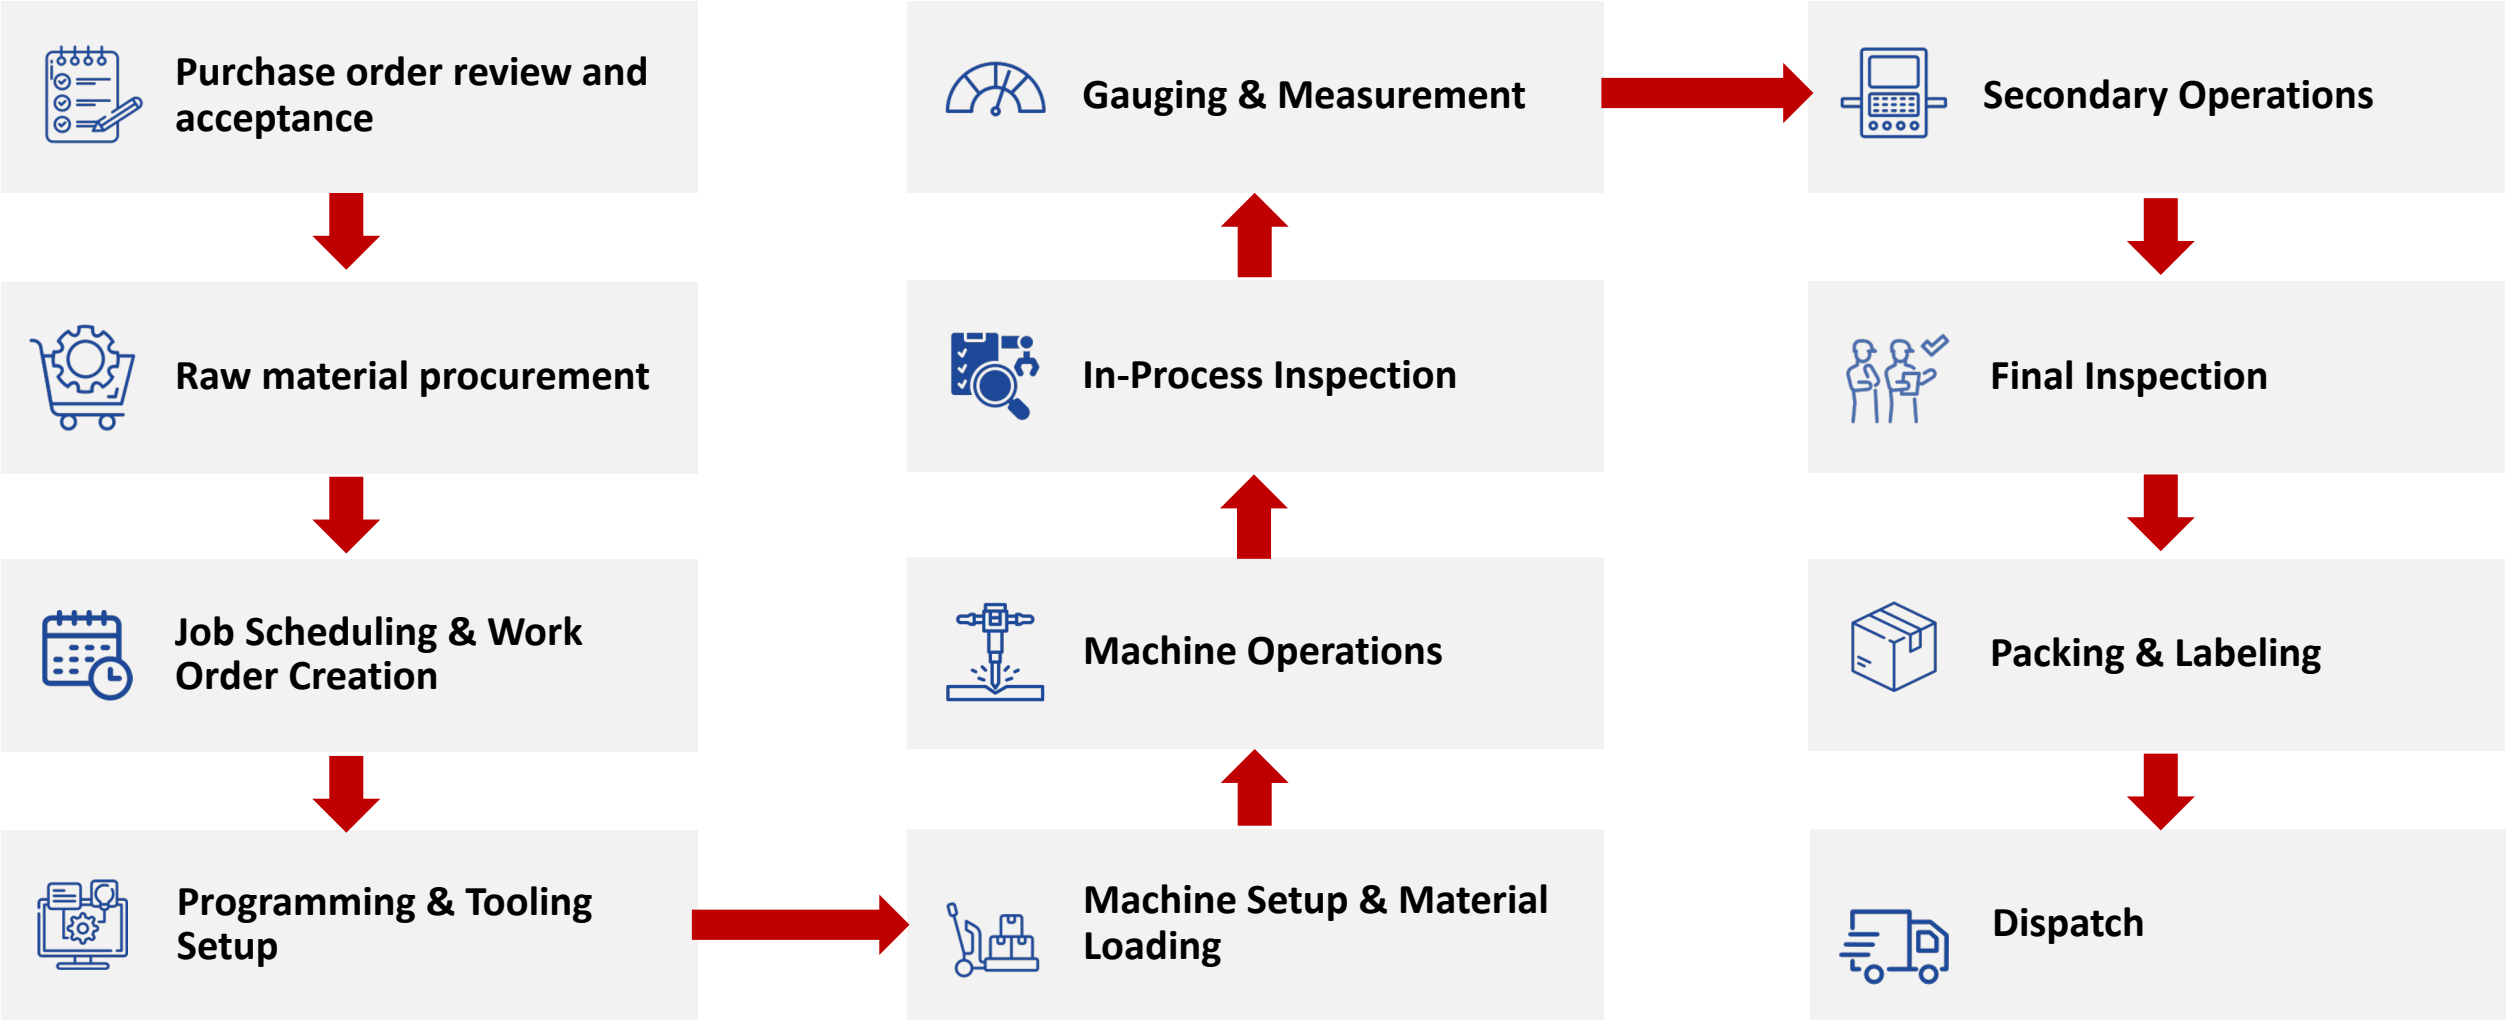 Purchase order review and
acceptance
Raw material procurement
Job Scheduling & Work
Order Creation
Programming & Tooling
Setup
Machine Setup & Material
Loading
Machine Operations
In-Process Inspection
Gauging & Measurement
Secondary Operations
Final Inspection
Packing & Labeling
Dispatch